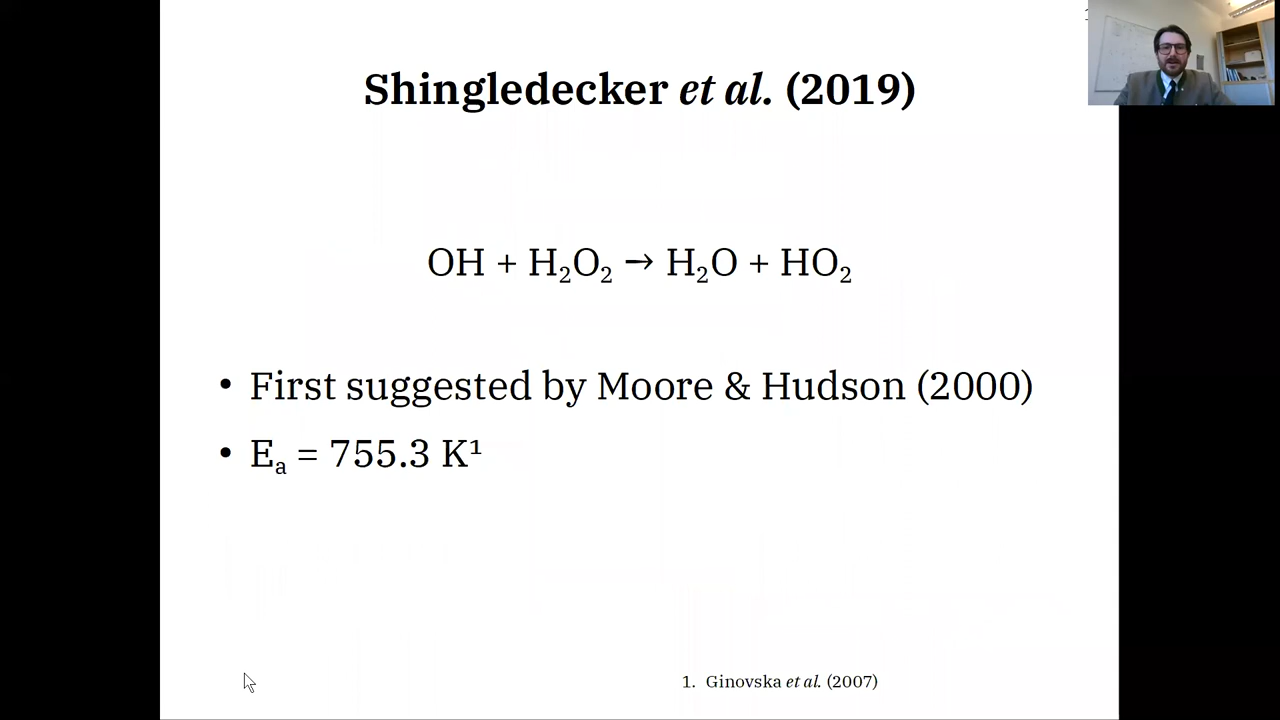 Shingledecker et al. (2019)
OH + H₂O₂ → H₂O + HO₂
• First suggested by Moore & Hudson (2000)
• Eₐ = 755.3 K¹
1. Ginovska et al. (2007)